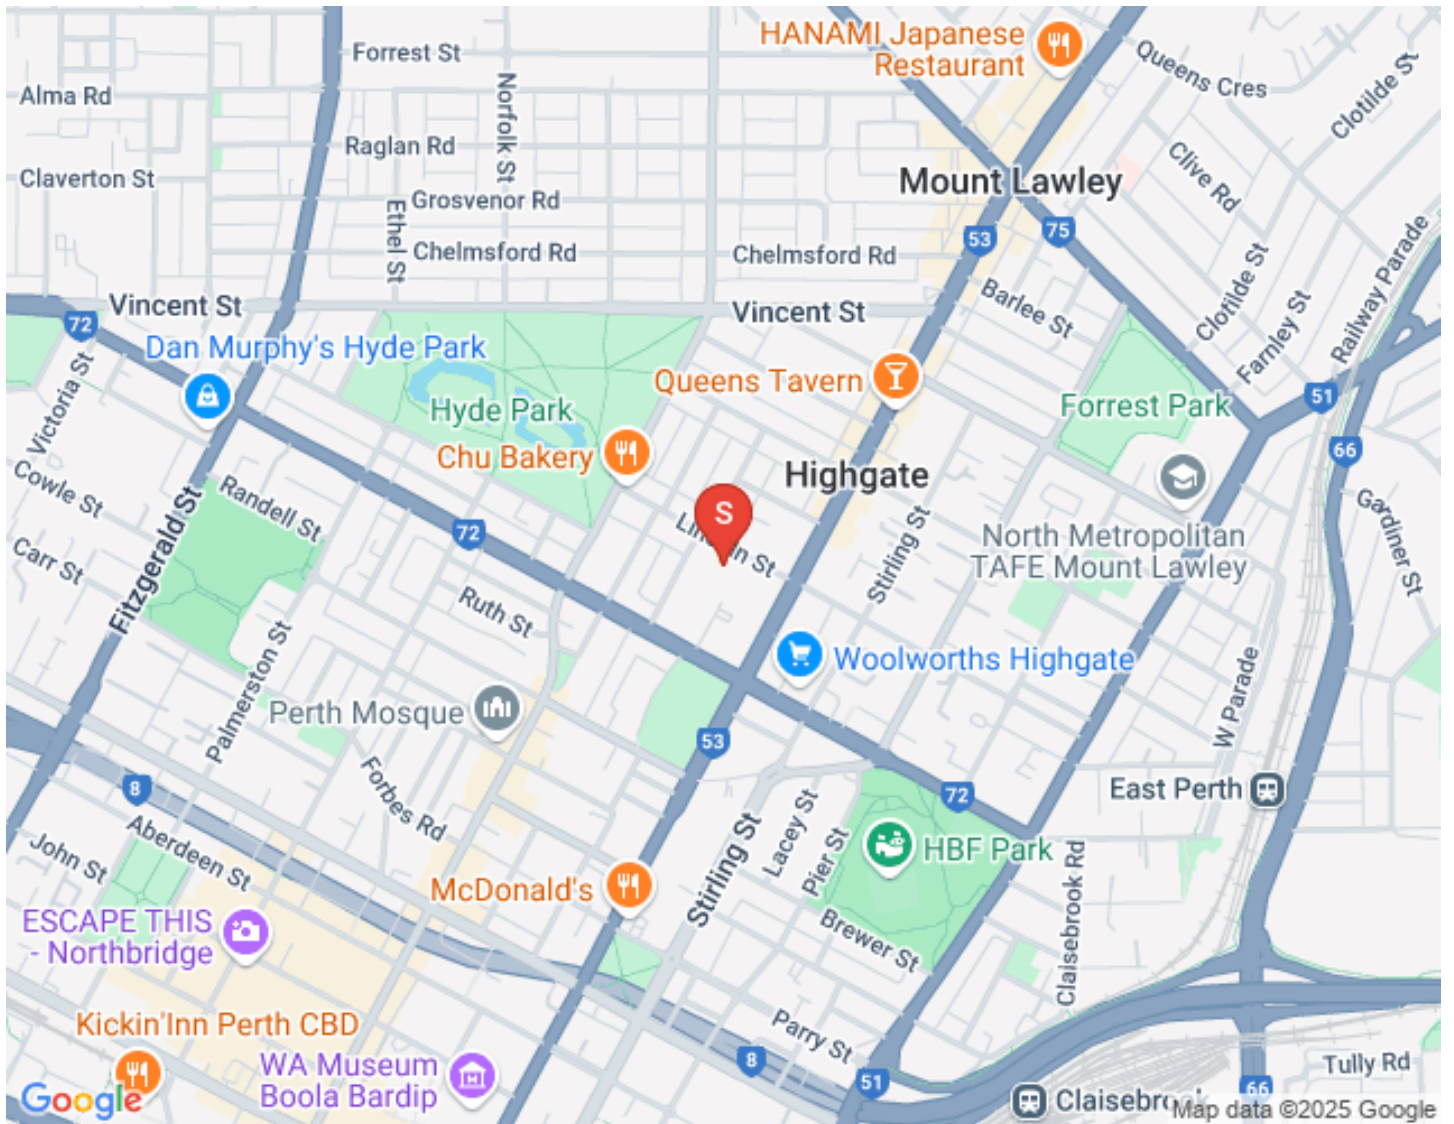 HANAMI Japanese
Restaurant
Forrest St
Queens Cres
Clotilde St
Alma Rd
Norfolk St
Raglan Rd
Clive Rd
Claverton St
Mount Lawley
Grosvenor Rd
Ethel St
53
75
Chelmsford Rd
Chelmsford Rd
Clotilde St
Railway Parade
Barlee St
Vincent St
Vincent St
Farnley St
72
Dan Murphy's Hyde Park
Queens Tavern
51
Victoria St
Hyde Park
Forrest Park
Chu Bakery
66
Highgate
Cowle St
Randell St
Fitzgerald St
S
Lincoln St
72
Stirling St
North Metropolitan
TAFE Mount Lawley
Gardiner St
Carr St
Ruth St
Woolworths Highgate
Palmerston St
Perth Mosque
W Parade
53
8
Forbes Rd
72
East Perth
Lacey St
Pier St
Aberdeen St
John St
HBF Park
McDonald's
Stirling St
Claisebrook Rd
ESCAPE THIS
- Northbridge
Brewer St
Kickin'Inn Perth CBD
Parry St
WA Museum
Boola Bardip
8
51
66
Tully Rd
Google
Claisebrook
Map data ©2025 Google